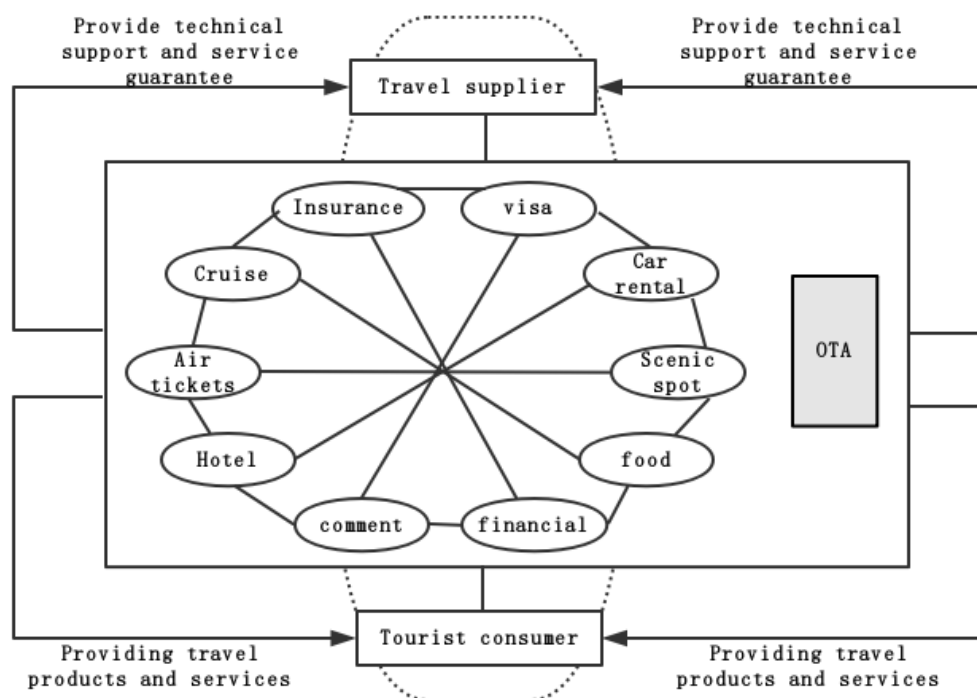 Provide technical
support and service
guarantee
Provide technical
support and service
guarantee
Travel supplier
Insurance
visa
Cruise
Car
rental
Air
tickets
Scenic
spot
OTA
Hotel
food
comment
financial
Tourist consumer
Providing travel
products and services
Providing travel
products and services